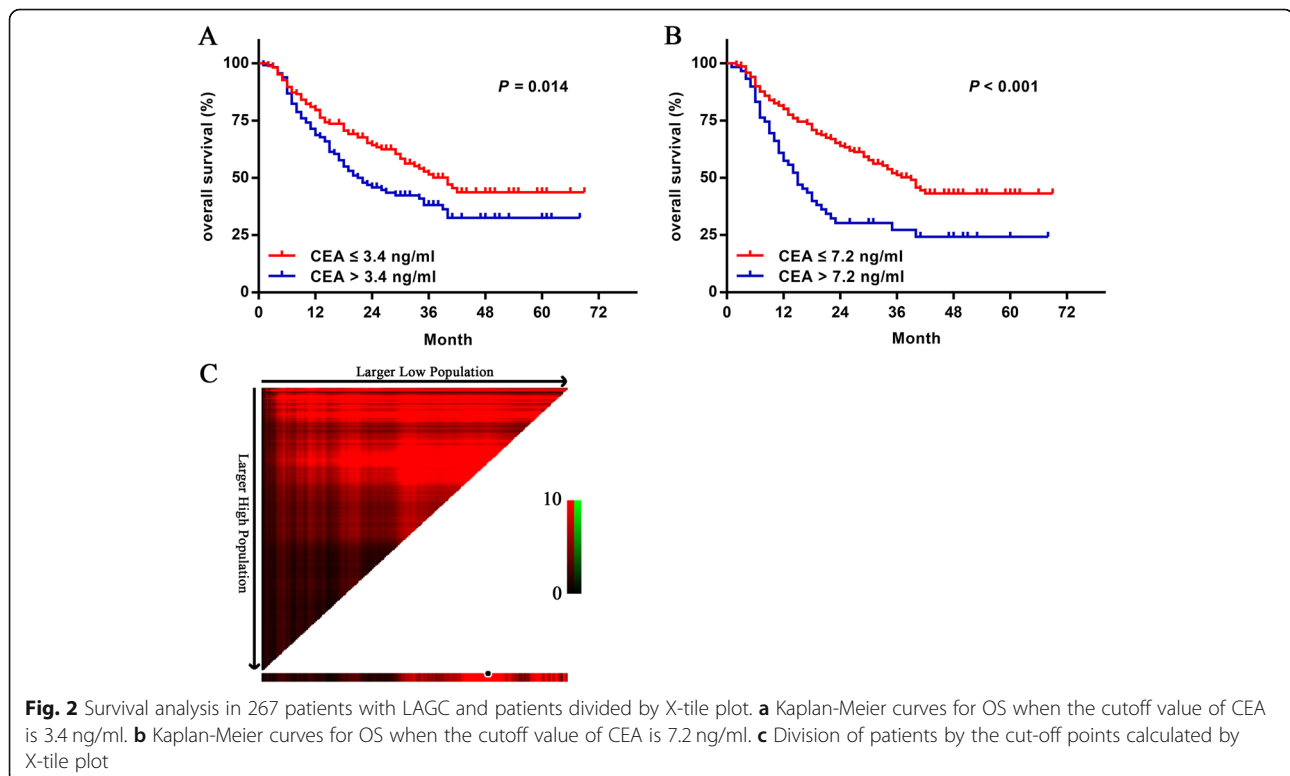 A
100
75
50
25
0
overall survival (%)
P = 0.014
CEA ≤ 3.4 ng/ml
CEA > 3.4 ng/ml
0 12 24 36 48 60 72
Month
B
100
75
50
25
0
overall survival (%)
P < 0.001
CEA ≤ 7.2 ng/ml
CEA > 7.2 ng/ml
0 12 24 36 48 60 72
Month
C
Larger Low Population
Larger High Population
10
0
Fig. 2 Survival analysis in 267 patients with LAGC and patients divided by X-tile plot. a Kaplan-Meier curves for OS when the cutoff value of CEA
is 3.4 ng/ml. b Kaplan-Meier curves for OS when the cutoff value of CEA is 7.2 ng/ml. c Division of patients by the cut-off points calculated by
X-tile plot